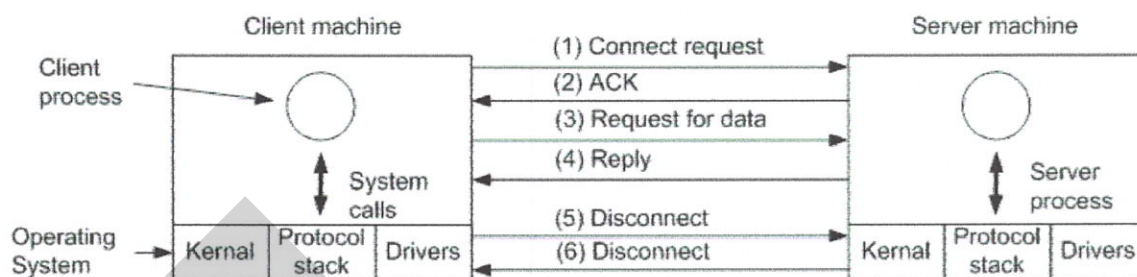 Client machine
Server machine
(1) Connect request
Client
process
(2) ACK
(3) Request for data
(4) Reply
System
calls
Server
process
(5) Disconnect
Operating
System
Kernal
Protocol
stack
Drivers
(6) Disconnect
Kernal
Protocol
stack
Drivers